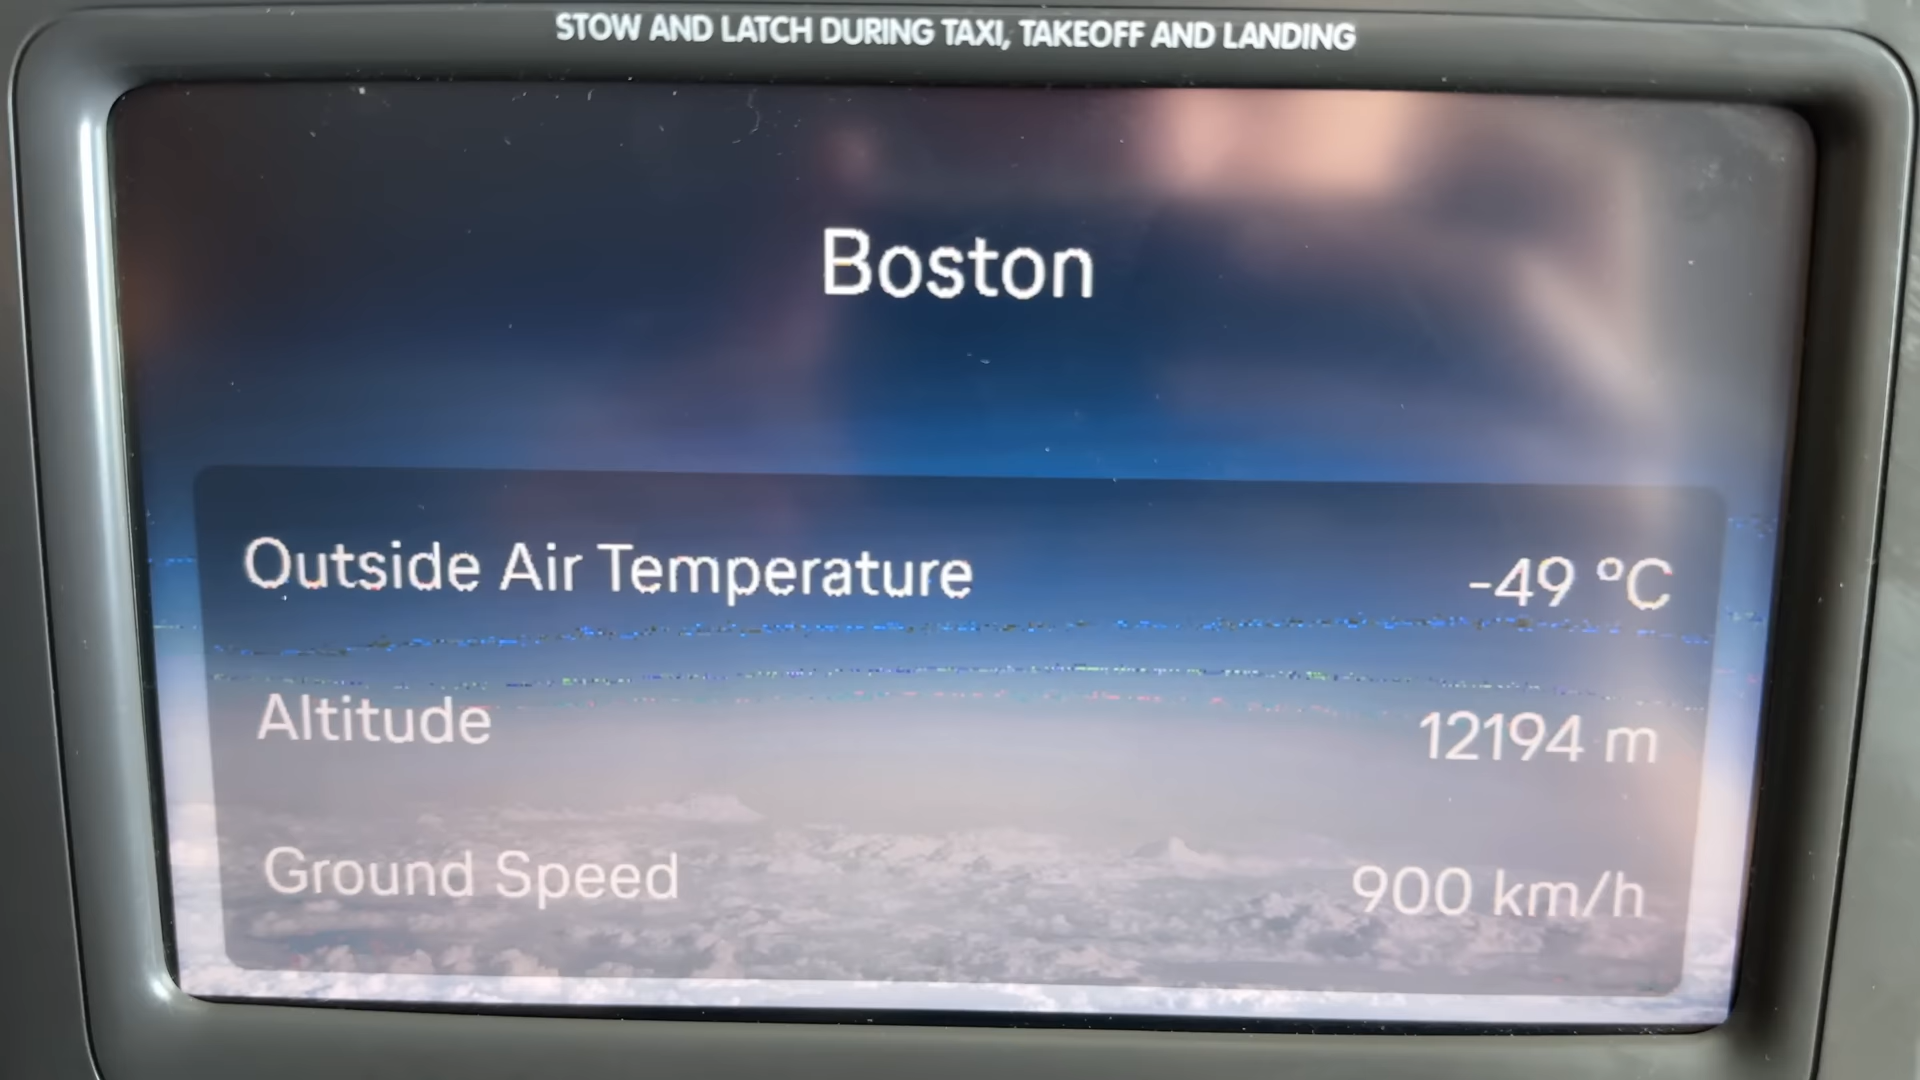 STOW AND LATCH DURING TAXI, TAKEOFF AND LANDING
Boston
Outside Air Temperature -49 °C
Altitude 12194 m
Ground Speed 900 km/h